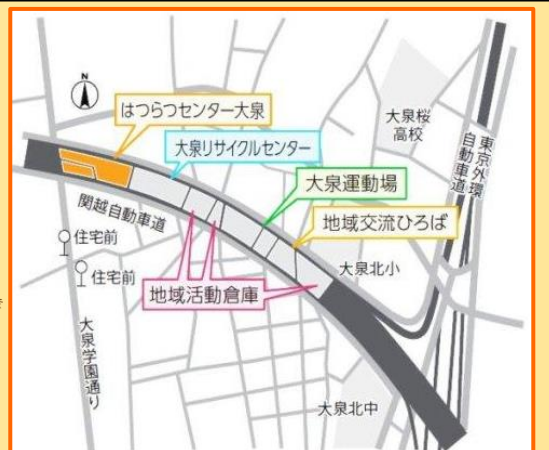 N
はつらつセンター大泉
大泉リサイクルセンター
大泉桜
高校
東京外環
自動車道
大泉運動場
地域交流ひろば
関越自動車道
住宅前
住宅前
大泉北小
地域活動倉庫
大泉学園通り
大泉北中